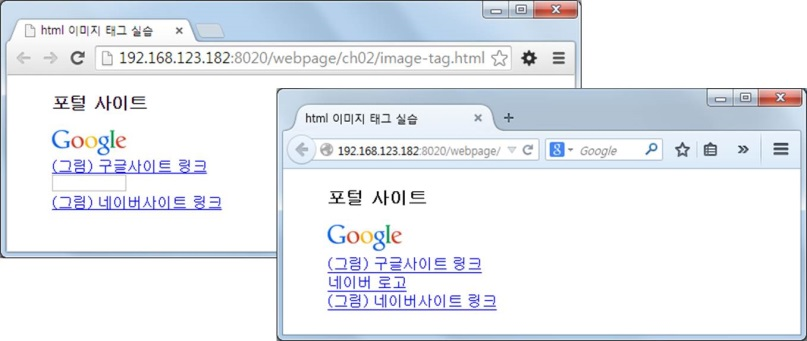 html 이미지 태그 실습
192.168.123.182:8020/webpage/ch02/image-tag.html
포털 사이트
Google
(그림) 구글사이트 링크
(그림) 네이버사이트 링크
html 이미지 태그 실습
192.168.123.182:8020/webpage/
Google
포털 사이트
Google
(그림) 구글사이트 링크
네이버 로고
(그림) 네이버사이트 링크